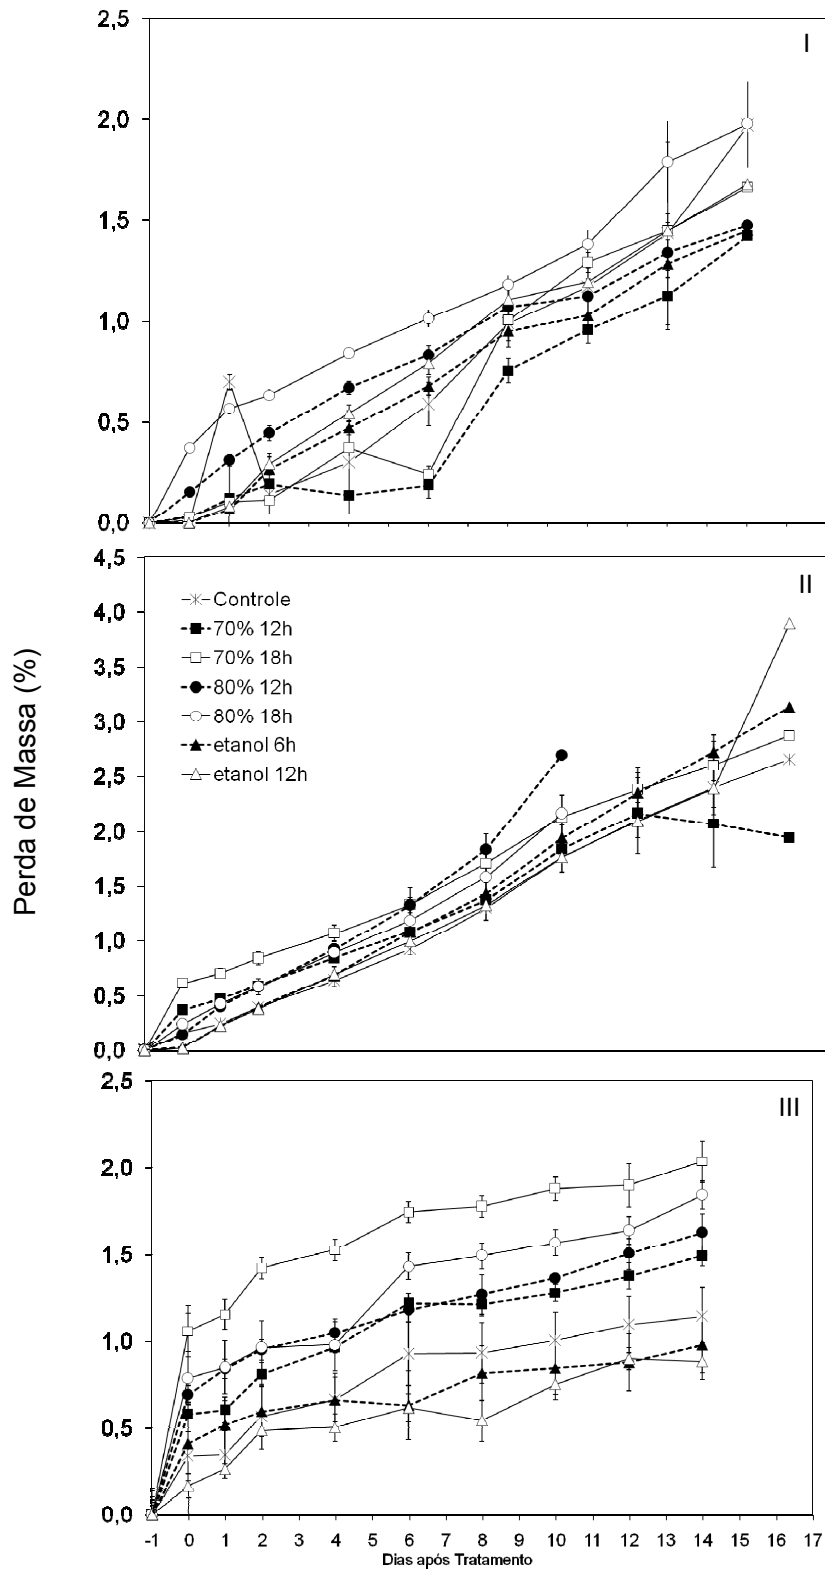 Perda de Massa (%)
I
2,5
2,0
1,5
1,0
0,5
0,0
II
4,5
4,0
3,5
3,0
2,5
2,0
1,5
1,0
0,5
0,0
Controle
70% 12h
70% 18h
80% 12h
80% 18h
etanol 6h
etanol 12h
III
2,5
2,0
1,5
1,0
0,5
0,0
-1 0 1 2 3 4 5 6 7 8 9 10 11 12 13 14 15 16 17
Dias após Tratamento